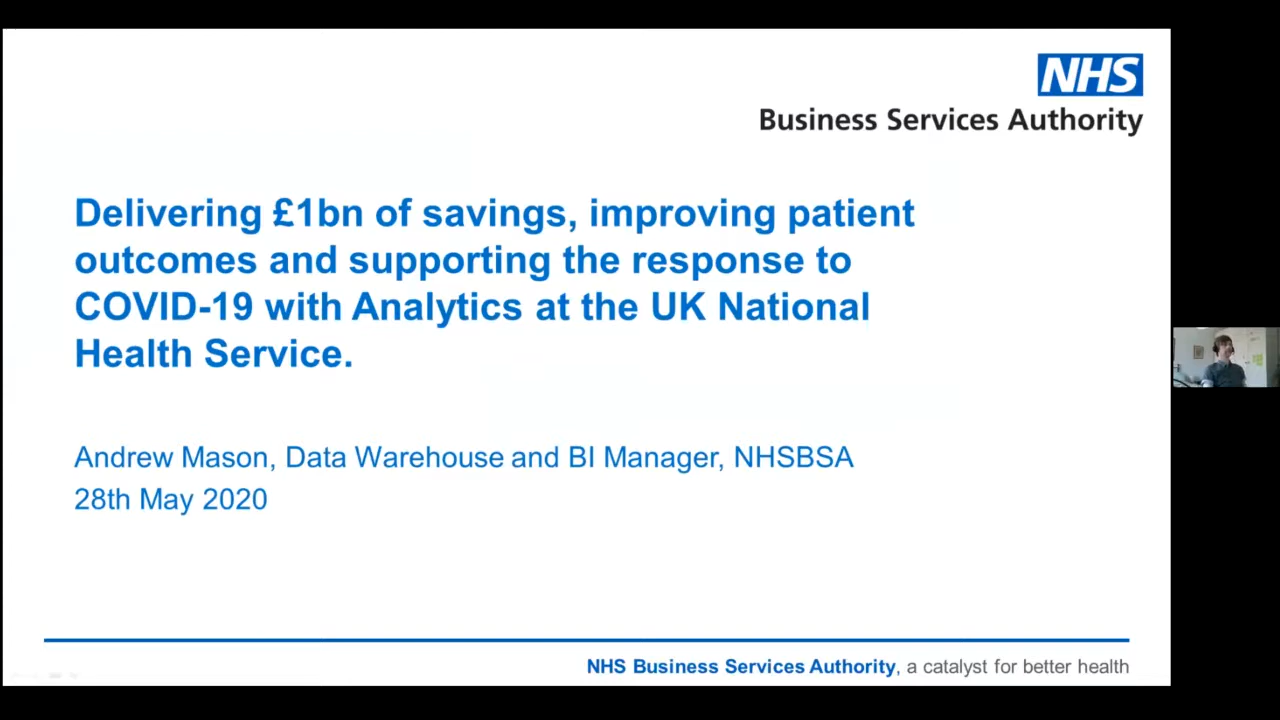 NHS
Business Services Authority
Delivering £1bn of savings, improving patient
outcomes and supporting the response to
COVID-19 with Analytics at the UK National
Health Service.
Andrew Mason, Data Warehouse and BI Manager, NHSBSA
28th May 2020
NHS Business Services Authority, a catalyst for better health